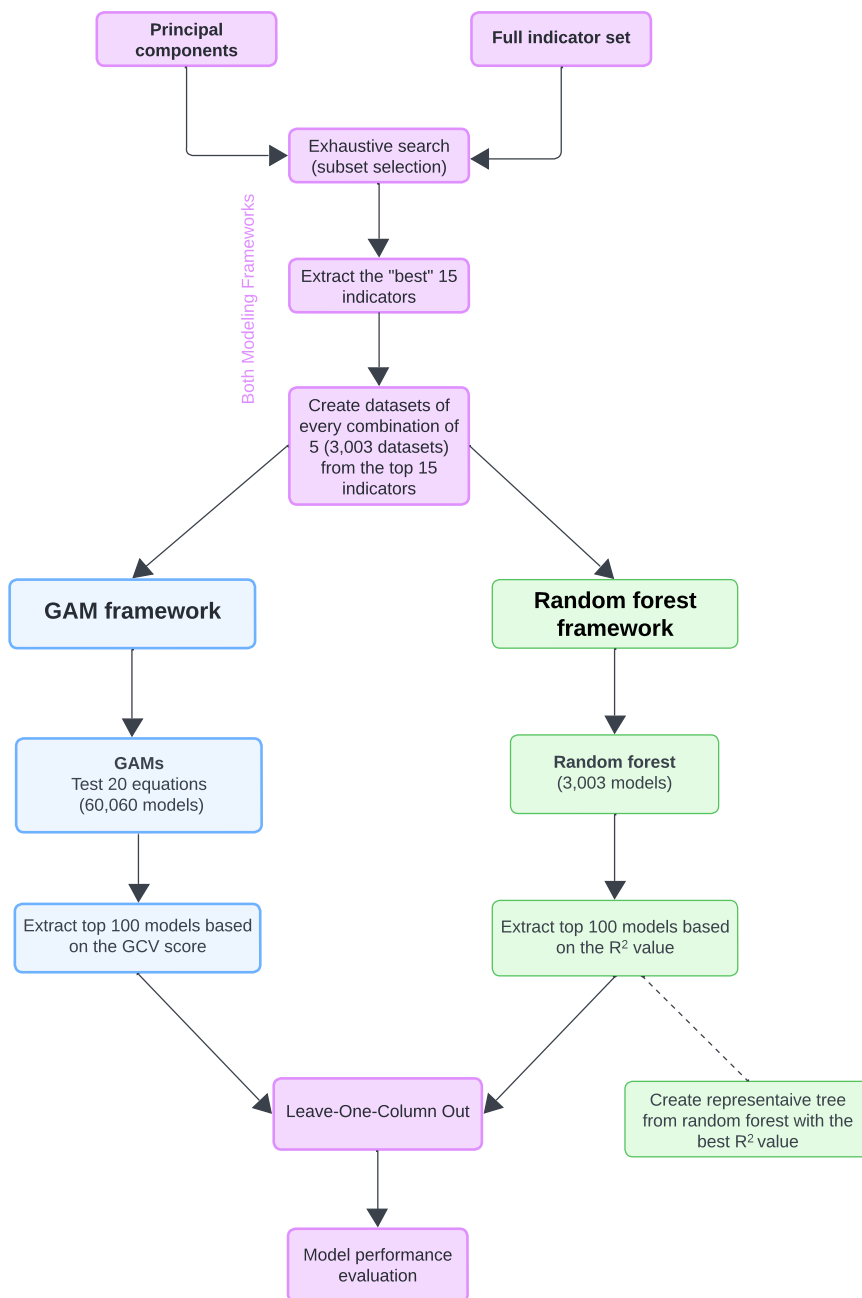 Principal
components
Full indicator set
Exhaustive search
(subset selection)
Both Modeling Frameworks
Extract the "best" 15
indicators
Create datasets of
every combination of
5 (3,003 datasets)
from the top 15
indicators
GAM framework
Random forest
framework
GAMs
Test 20 equations
(60,060 models)
Random forest
(3,003 models)
Extract top 100 models based
on the GCV score
Extract top 100 models based
on the R² value
Leave-One-Column Out
Create representaive tree
from random forest with the
best R² value
Model performance
evaluation